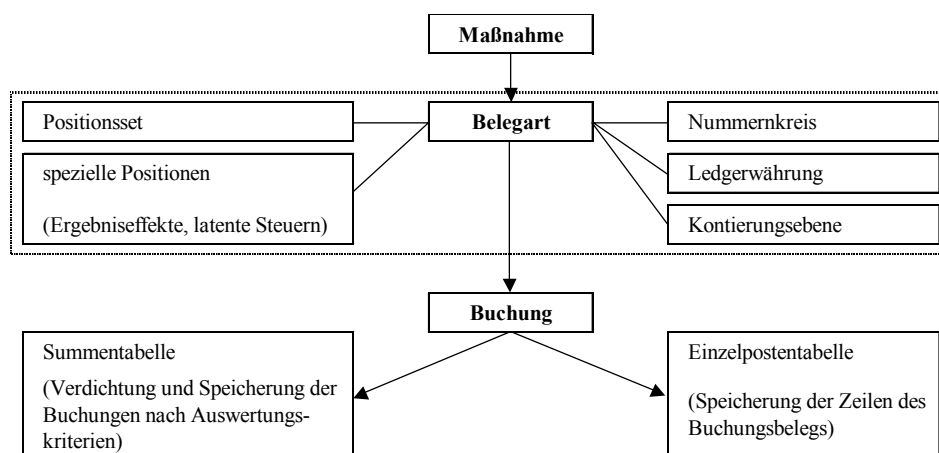 Maßnahme
Positionsset
Belegart
Nummernkreis
spezielle Positionen
(Ergebniseffekte, latente Steuern)
Ledgerwährung
Kontierungsebene
Buchung
Summentabelle
(Verdichtung und Speicherung der
Buchungen nach Auswertungs-
kriterien)
Einzelpostentabelle
(Speicherung der Zeilen des
Buchungsbelegs)